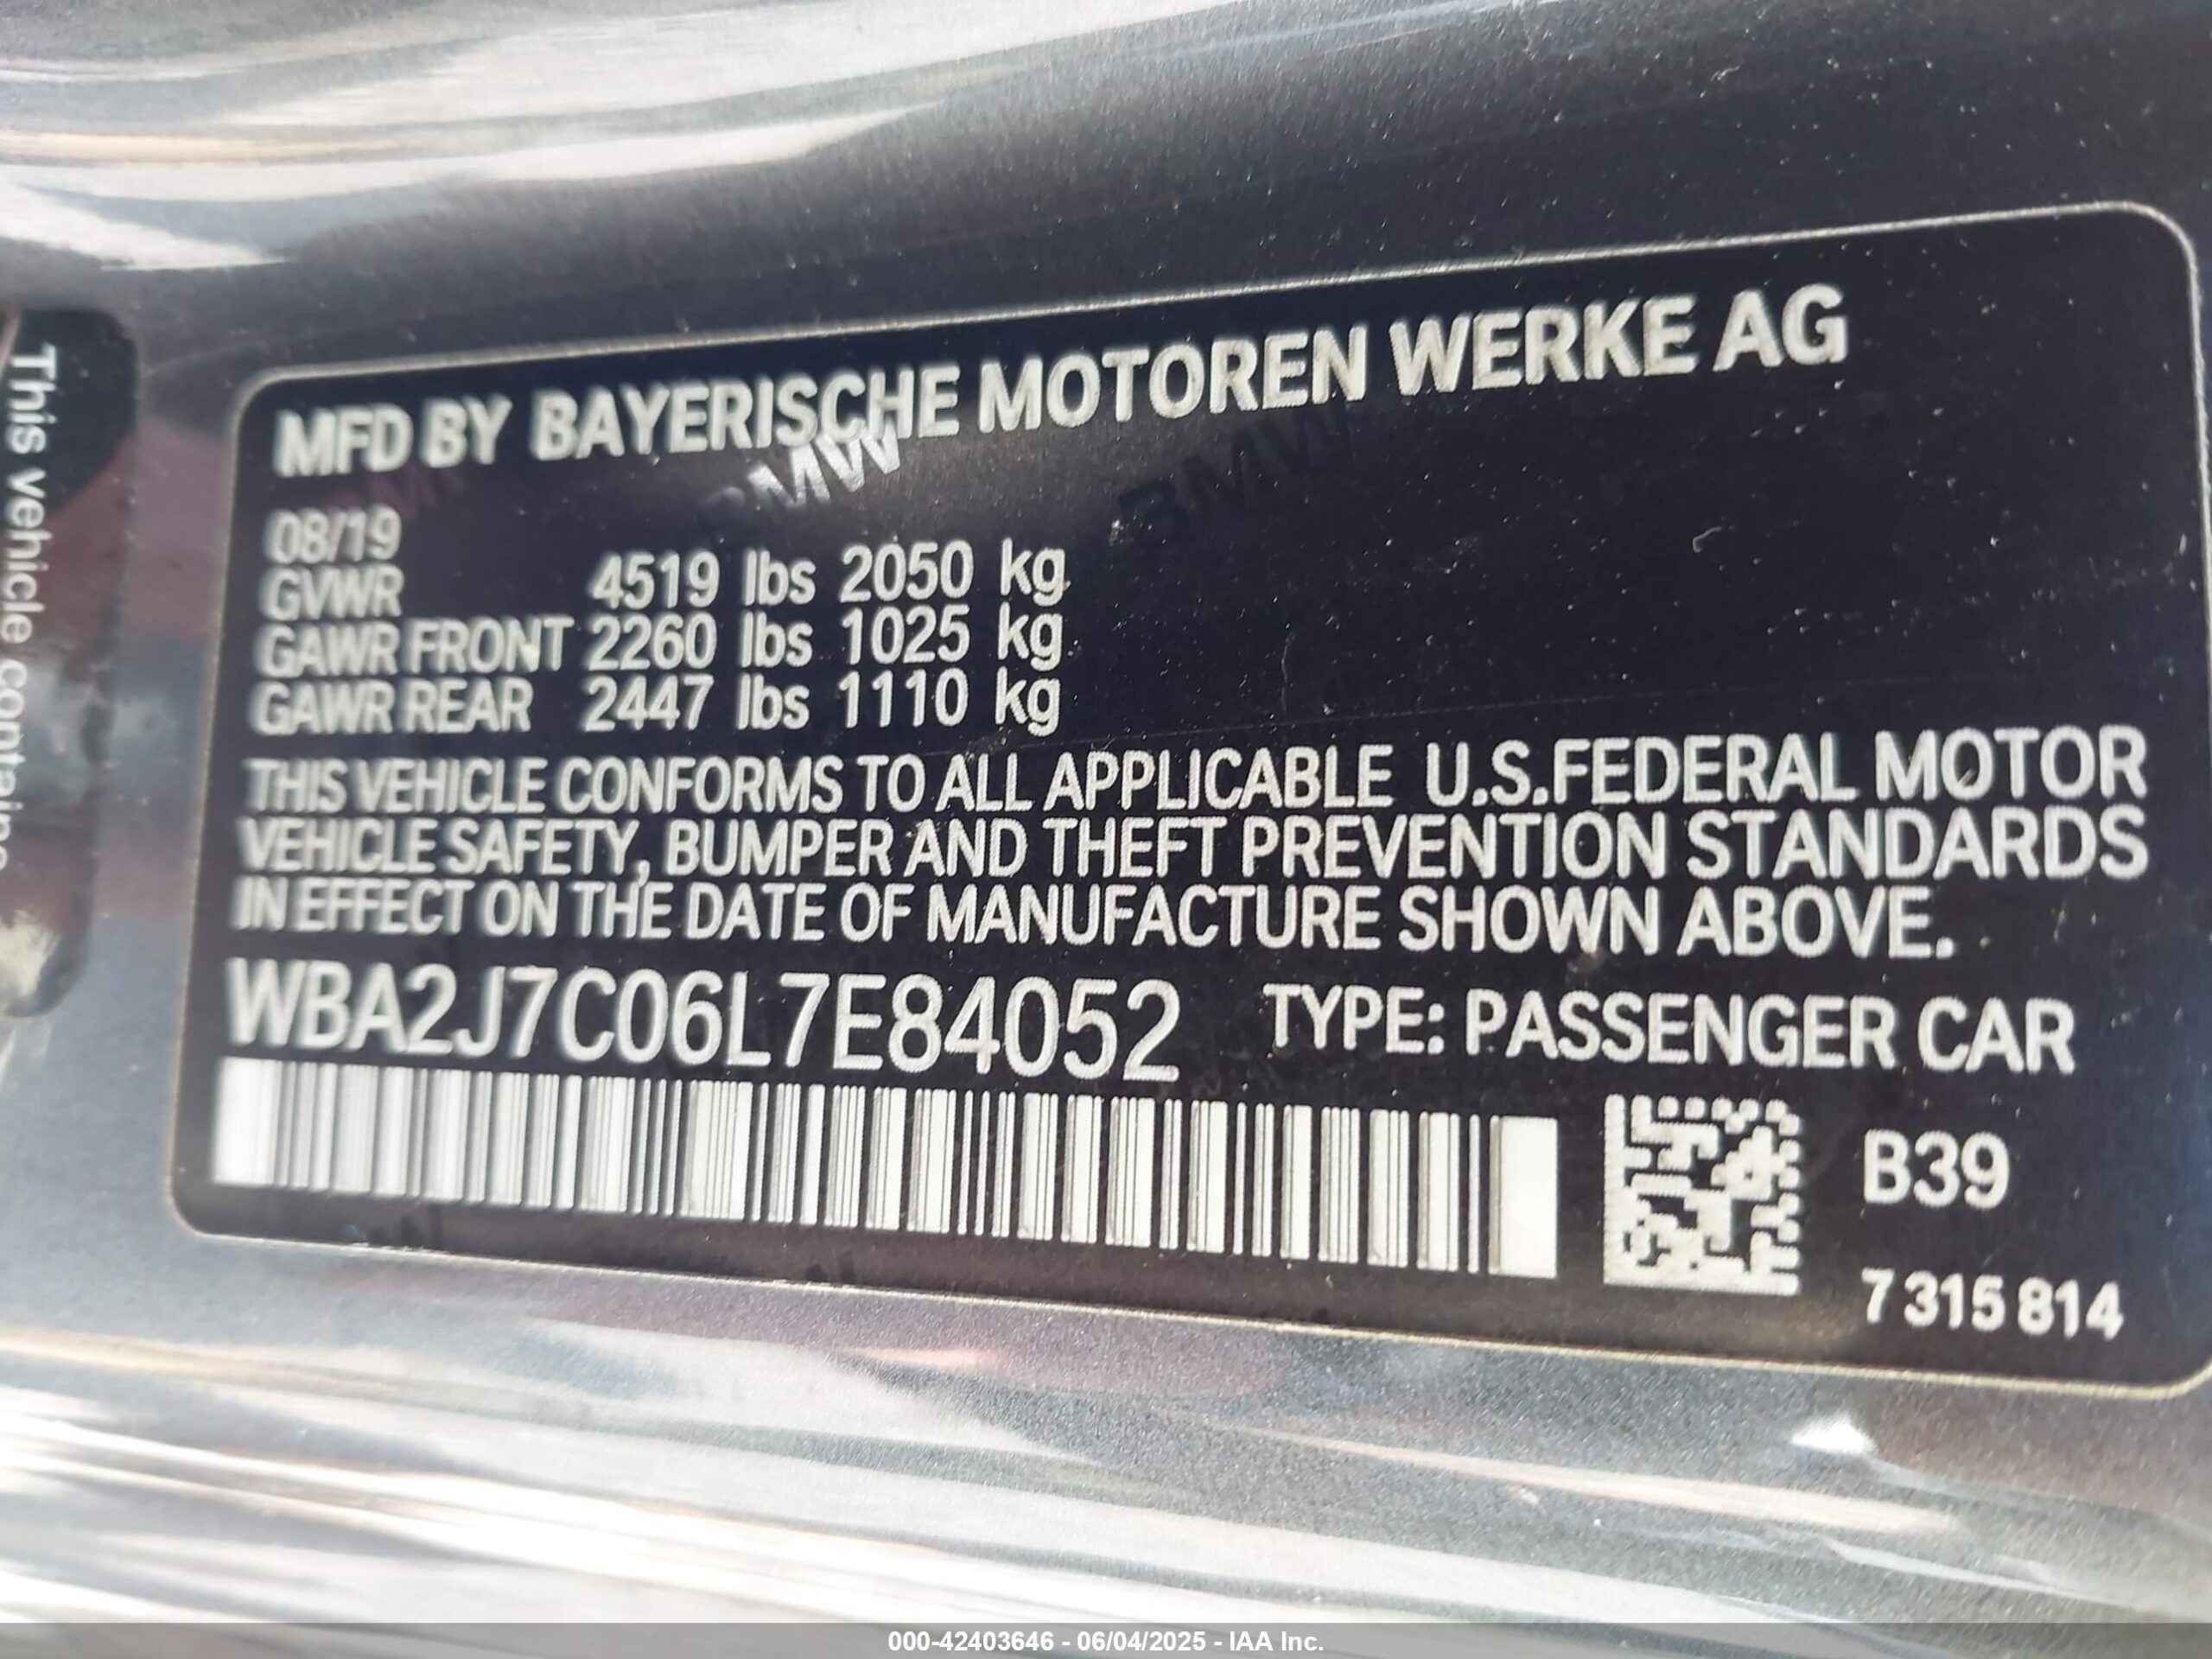 MFD BY BAYERISCHE MOTOREN WERKE AG
BMW
BMW
08/19
GVWR 4519 lbs 2050 kg
GAWR FRONT 2260 lbs 1025 kg
GAWR REAR 2447 lbs 1110 kg
THIS VEHICLE CONFORMS TO ALL APPLICABLE U.S.FEDERAL MOTOR
VEHICLE SAFETY, BUMPER AND THEFT PREVENTION STANDARDS
IN EFFECT ON THE DATE OF MANUFACTURE SHOWN ABOVE.
WBA2J7C06L7E84052 TYPE: PASSENGER CAR
B39
7 315 814
This vehicle contains
000-42403646 - 06/04/2025 - IAA Inc.